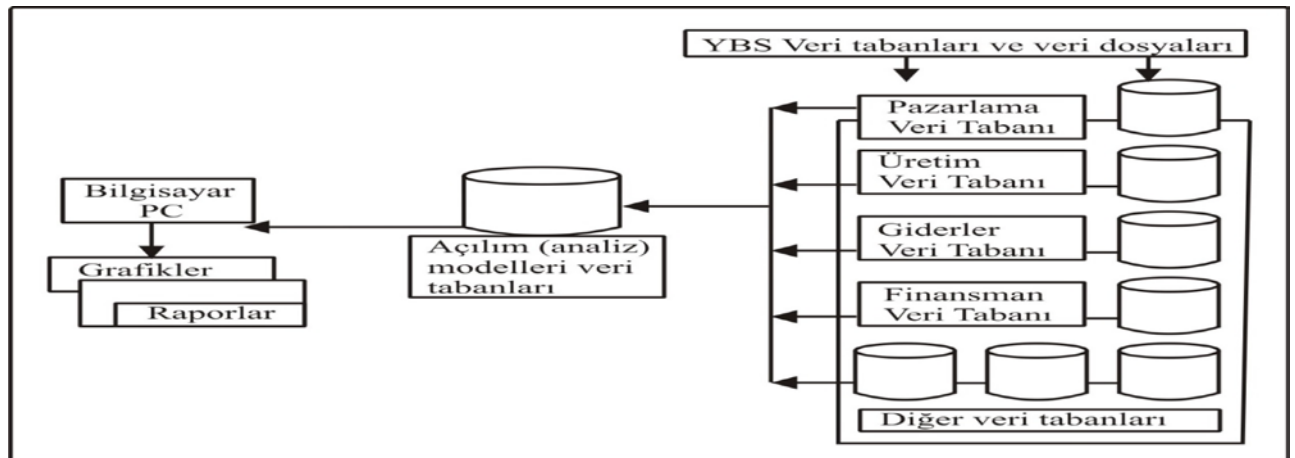 YBS Veri tabanları ve veri dosyaları
Pazarlama
Veri Tabanı
Üretim
Veri Tabanı
Bilgisayar
PC
Açılım (analiz)
modelleri veri
tabanları
Giderler
Veri Tabanı
Grafikler
Raporlar
Finansman
Veri Tabanı
Diğer veri tabanları